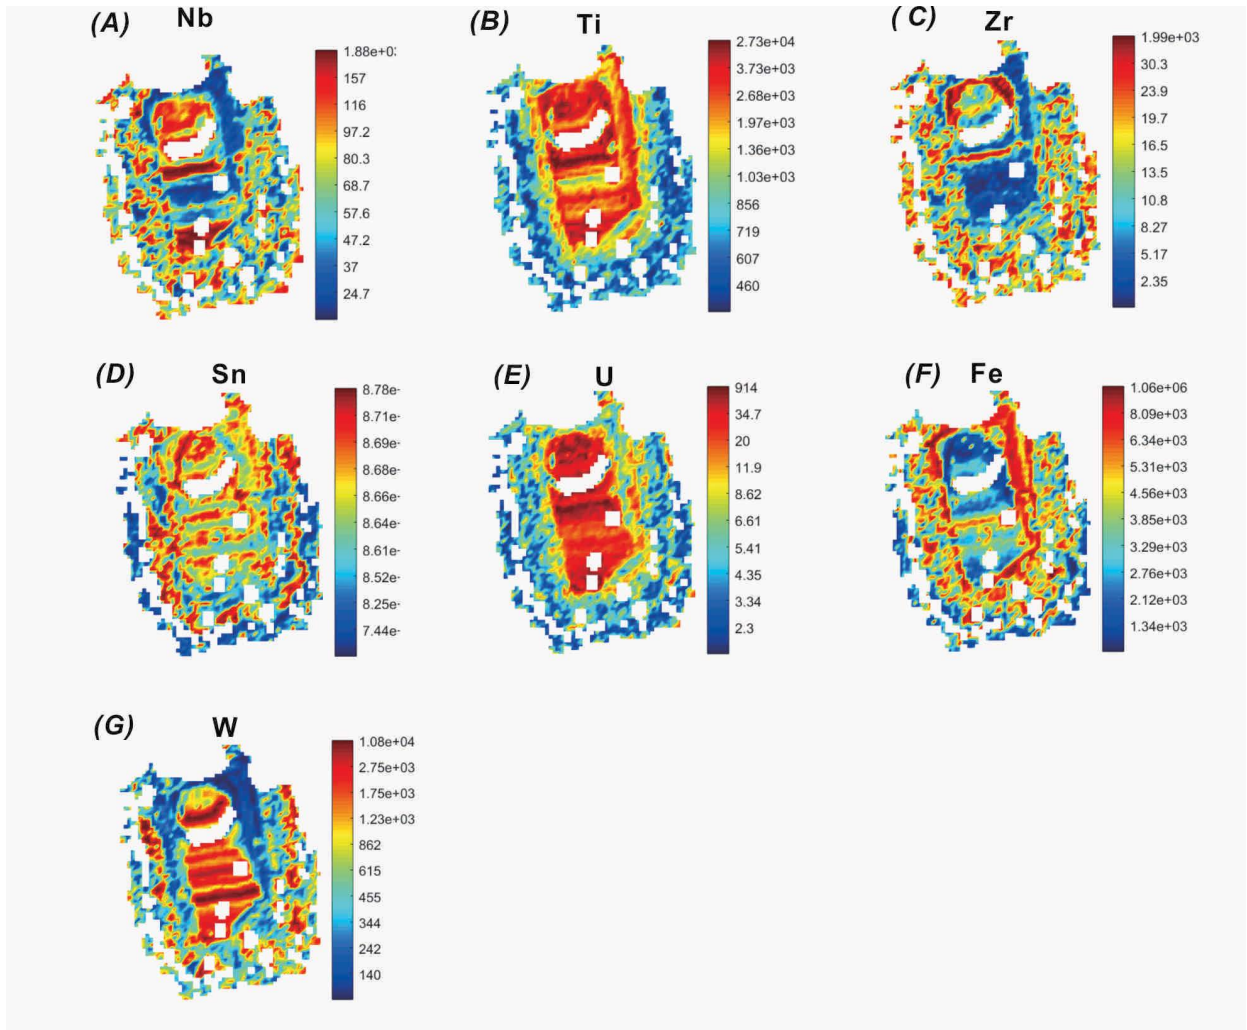 (A) Nb
1.88e+03
157
116
97.2
80.3
68.7
57.6
47.2
37
24.7
(B) Ti
2.73e+04
3.73e+03
2.68e+03
1.97e+03
1.36e+03
1.03e+03
856
719
607
460
(C) Zr
1.99e+03
30.3
23.9
19.7
16.5
13.5
10.8
8.27
5.17
2.35
(D) Sn
8.78e-
8.71e-
8.69e-
8.68e-
8.66e-
8.64e-
8.61e-
8.52e-
8.25e-
7.44e-
(E) U
914
34.7
20
11.9
8.62
6.61
5.41
4.35
3.34
2.3
(F) Fe
1.06e+06
8.09e+03
6.34e+03
5.31e+03
4.56e+03
3.85e+03
3.29e+03
2.76e+03
2.12e+03
1.34e+03
(G) W
1.08e+04
2.75e+03
1.75e+03
1.23e+03
862
615
455
344
242
140